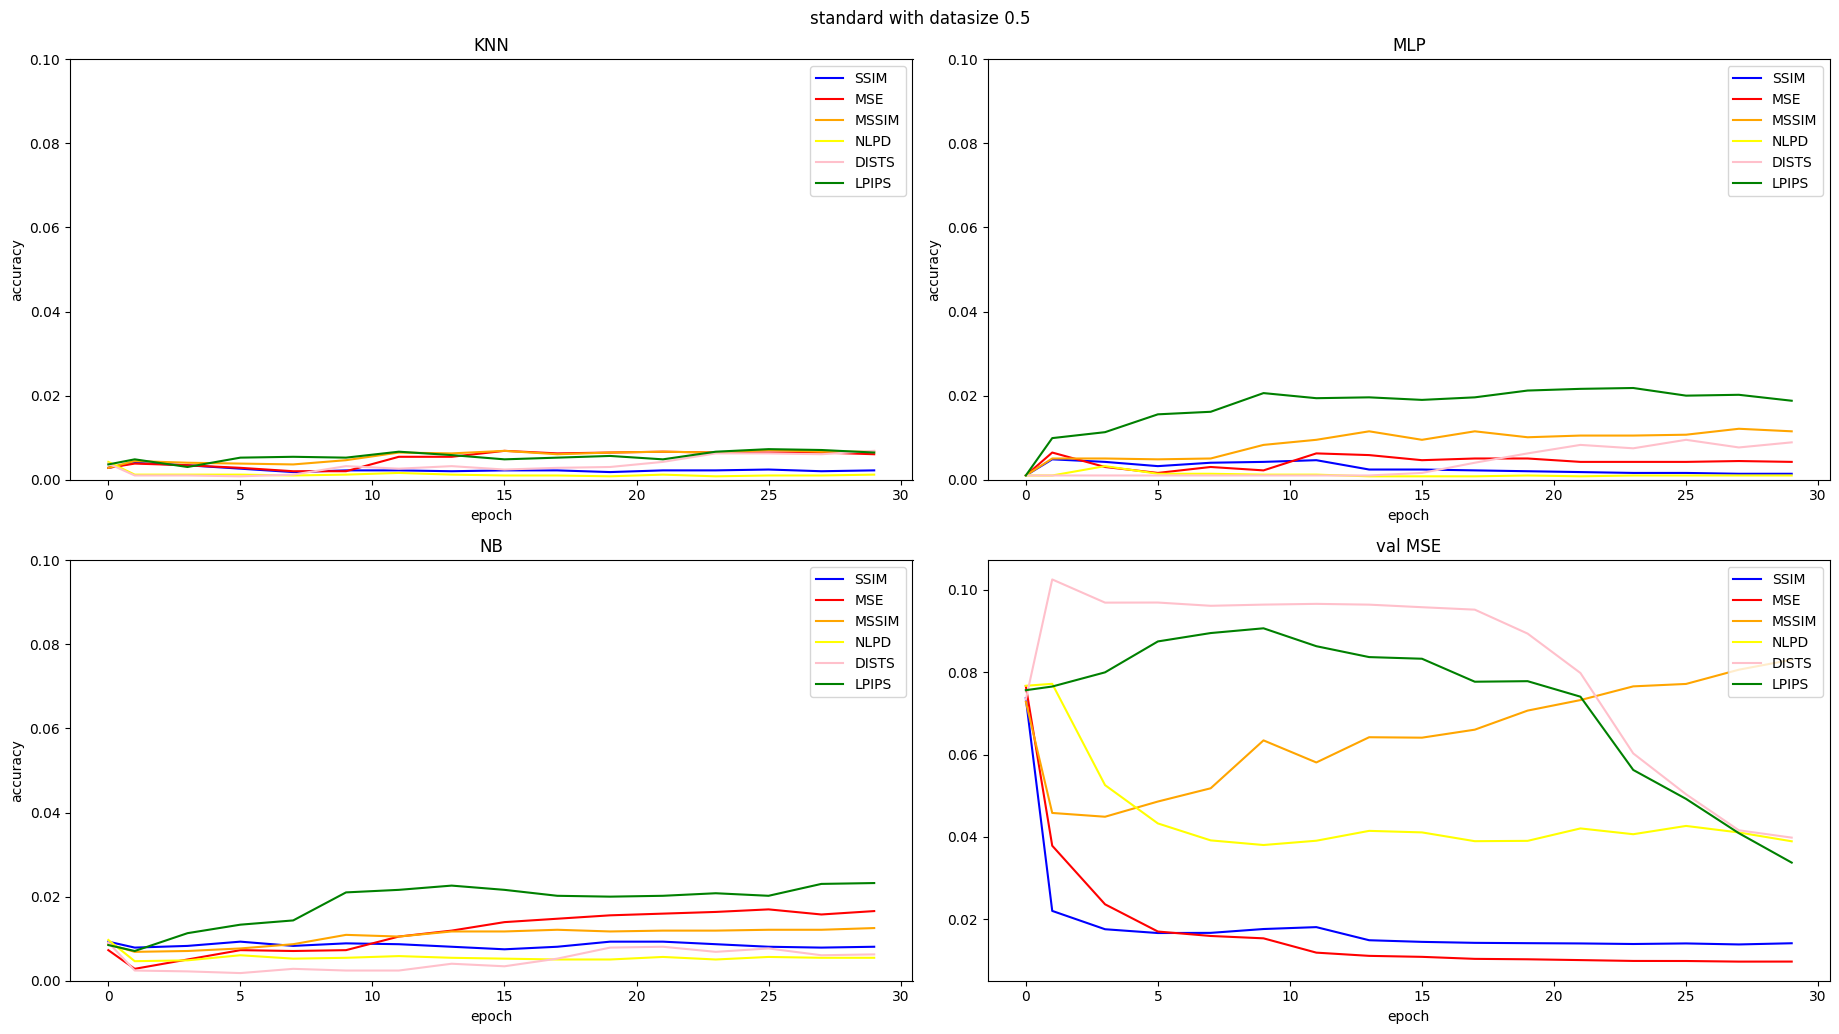 standard with datasize 0.5
KNN
0.10
0.08
0.06
0.04
0.02
0.00
accuracy
0
5
10
15
20
25
30
epoch
SSIM
MSE
MSSIM
NLPD
DISTS
LPIPS
MLP
0.10
0.08
0.06
0.04
0.02
0.00
accuracy
0
5
10
15
20
25
30
epoch
SSIM
MSE
MSSIM
NLPD
DISTS
LPIPS
NB
0.10
0.08
0.06
0.04
0.02
0.00
accuracy
0
5
10
15
20
25
30
epoch
SSIM
MSE
MSSIM
NLPD
DISTS
LPIPS
val MSE
0.10
0.08
0.06
0.04
0.02
0
5
10
15
20
25
30
epoch
SSIM
MSE
MSSIM
NLPD
DISTS
LPIPS